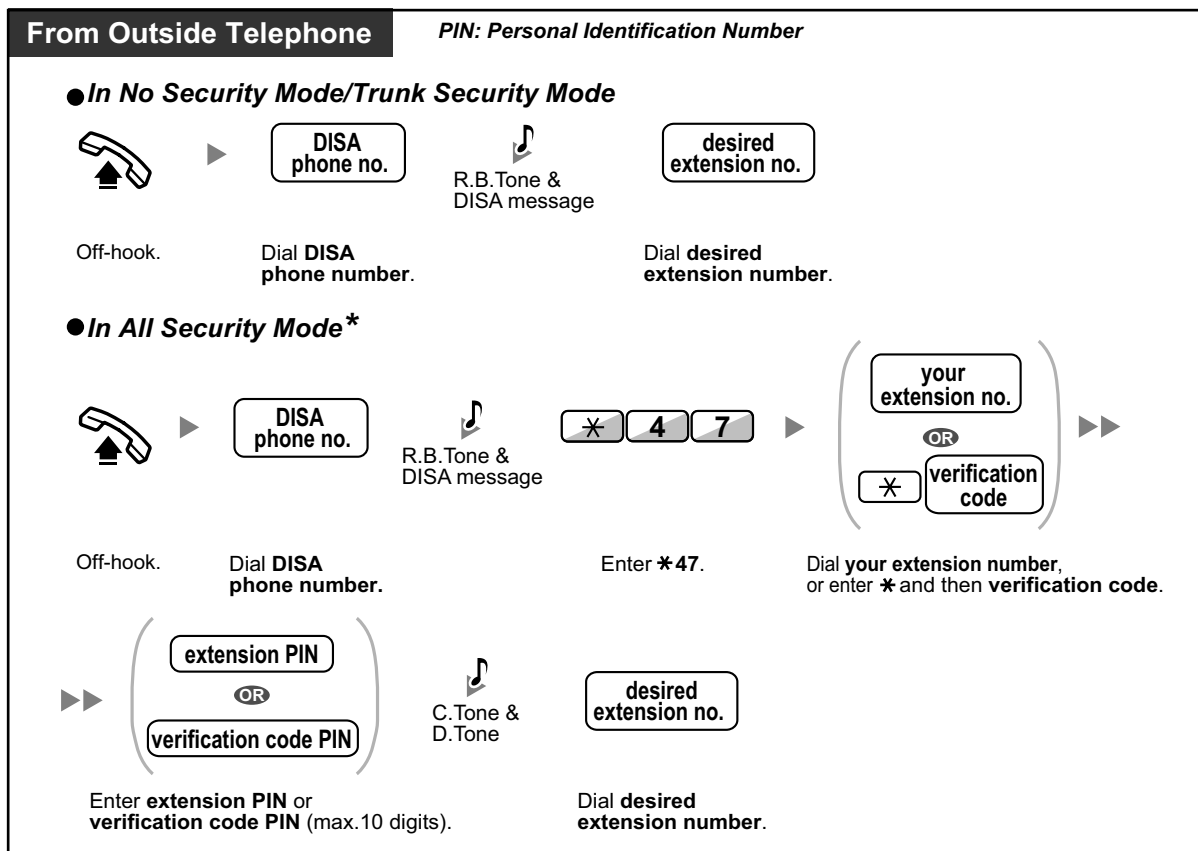 From Outside Telephone
PIN: Personal Identification Number
●In No Security Mode/Trunk Security Mode
DISA
phone no.
R.B.Tone &
DISA message
desired
extension no.
Off-hook.
Dial DISA
phone number.
Dial desired
extension number.
●In All Security Mode*
DISA
phone no.
R.B.Tone &
DISA message
* 4 7
your
extension no.
OR
* verification
code
Off-hook.
Dial DISA
phone number.
Enter *47.
Dial your extension number,
or enter * and then verification code.
extension PIN
OR
verification code PIN
C.Tone &
D.Tone
desired
extension no.
Enter extension PIN or
verification code PIN (max.10 digits).
Dial desired
extension number.